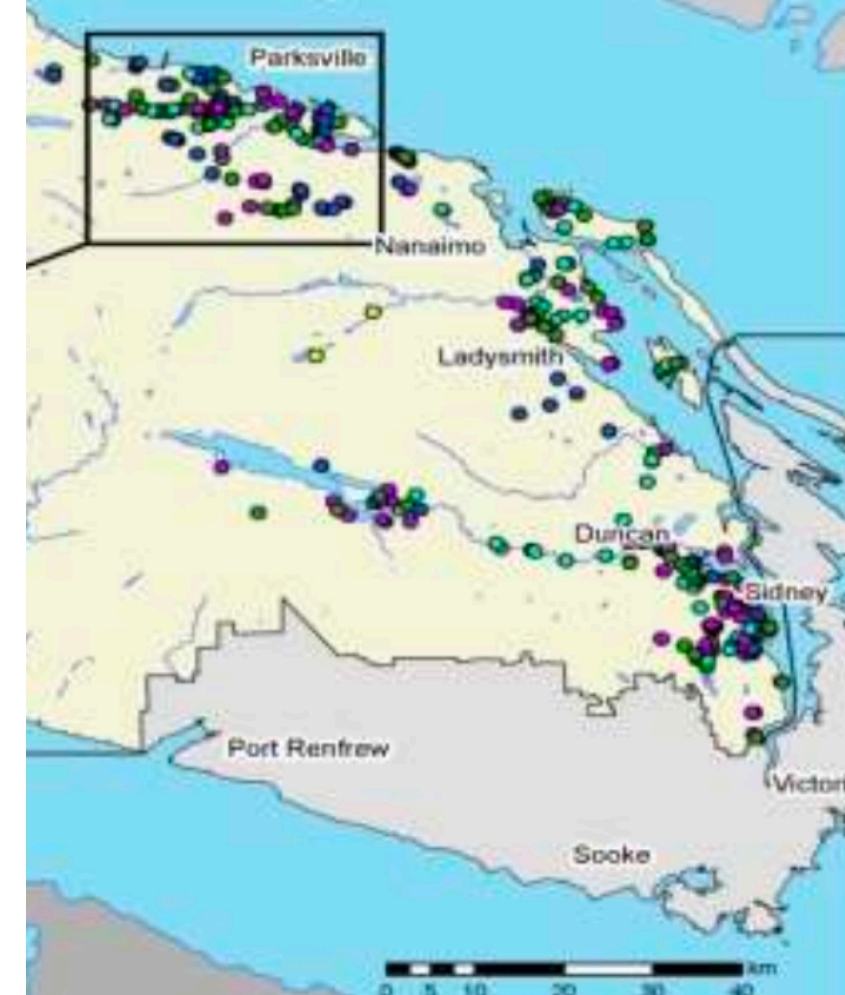 Parksville
Nanaimo
Ladysmith
Duncan
Sidney
Port Renfrew
Victor
Sooke
km
0 5 10 20 30 40